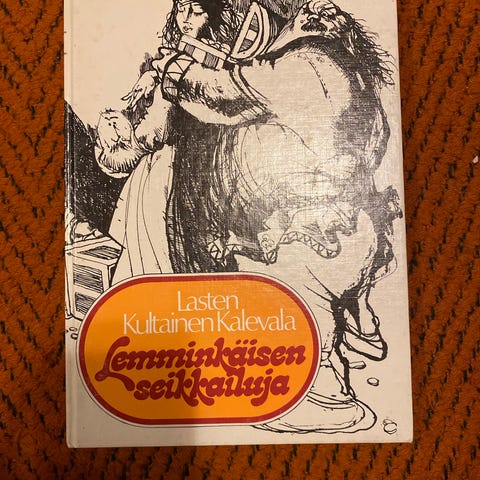 Lasten
Kultainen Kalevala
Lemminkäisen
seikkailuja